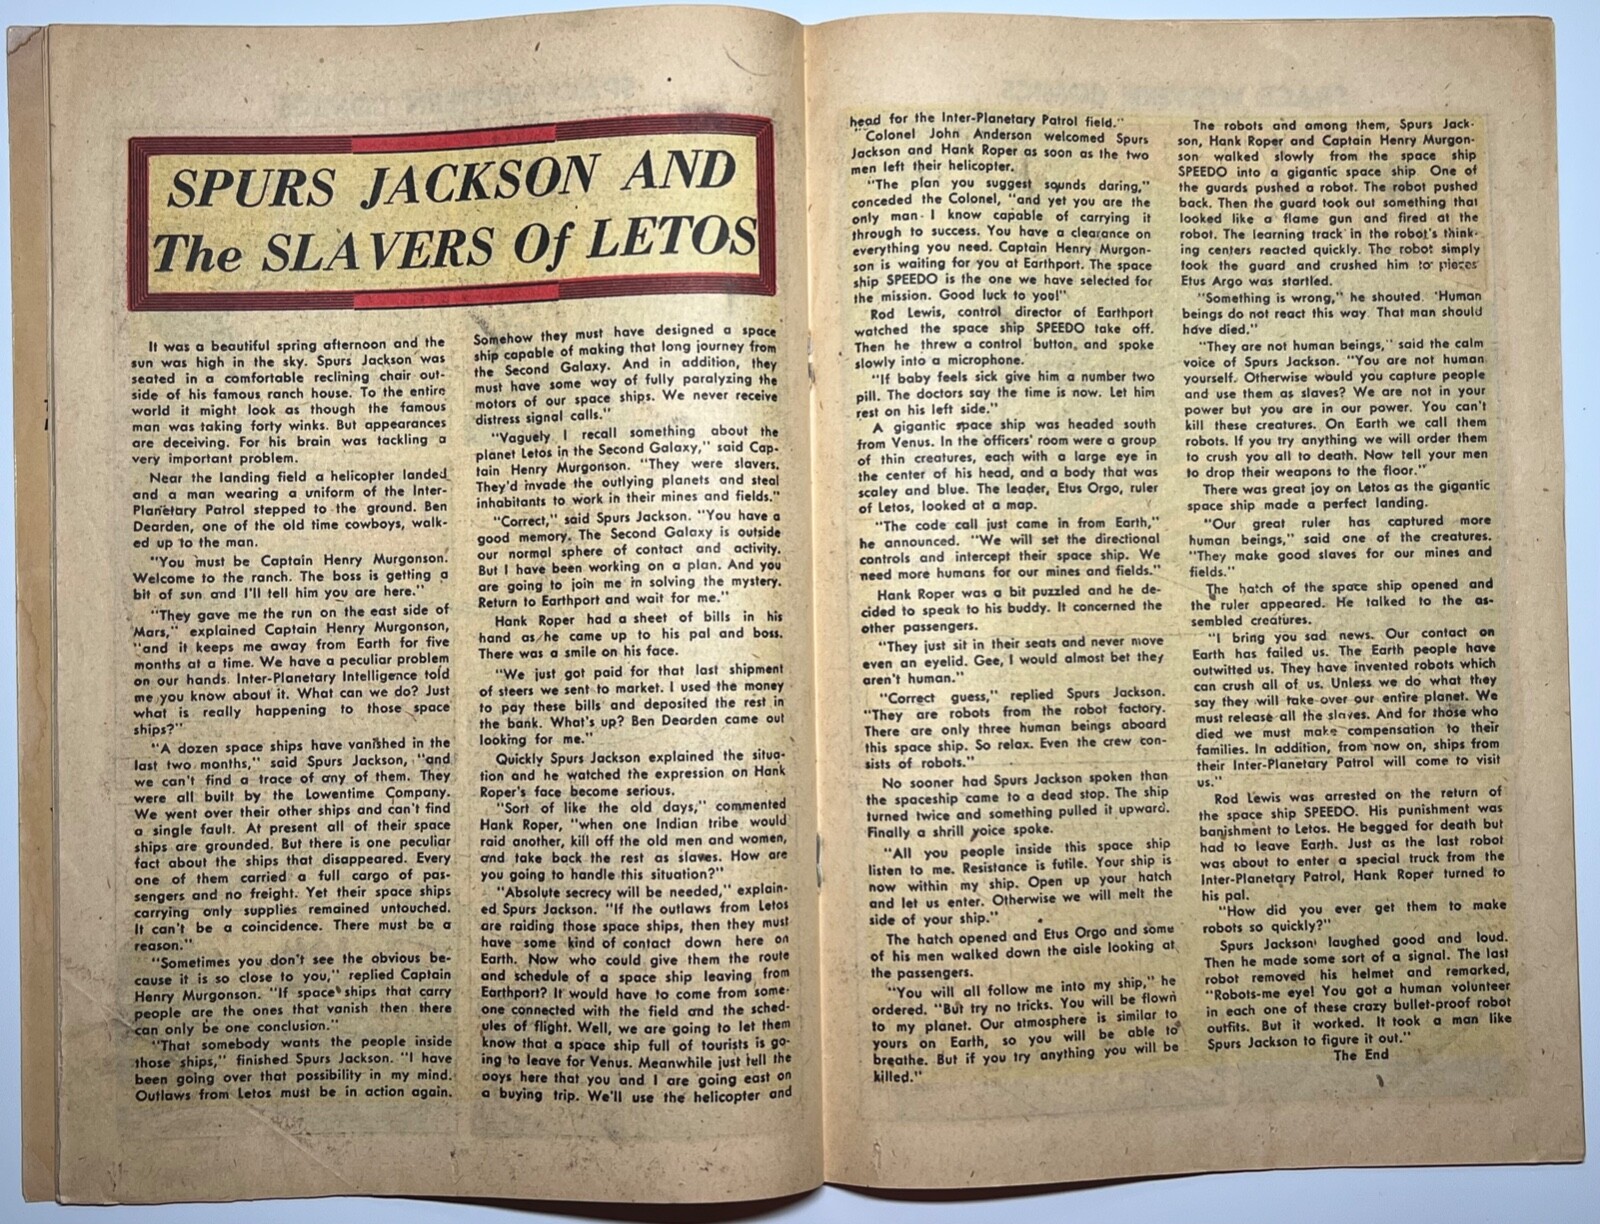 SPURS JACKSON AND
The SLAVERS Of LETOS
It was a beautiful spring afternoon and the
sun was high in the sky. Spurs Jackson was
seated in a comfortable reclining chair out-
side of his famous ranch house. To the entire
world it might look as though the famous
man was taking forty winks. But appearances
are deceiving. For his brain was tackling a
very important problem.
Near the landing field a helicopter landed
and a man wearing a uniform of the Inter-
Planetary Patrol stepped to the ground. Ben
Dearden, one of the old time cowboys, walk-
ed up to the man.
"You must be Captain Henry Murgonson.
Welcome to the ranch. The boss is getting a
bit of sun and I'll tell him you are here."
"They gave me the run on the east side of
Mars," explained Captain Henry Murgonson,
"and it keeps me away from Earth for five
months at a time. We have a peculiar problem
on our hands. Inter-Planetary Intelligence told
me you know about it. What can we do? Just
what is really happening to those space
ships?"
"A dozen space ships have vanished in the
last two months," said Spurs Jackson, "and
we can't find a trace of any of them. They
were all built by the Lowentime Company.
We went over their other ships and can't find
a single fault. At present all of their space
ships are grounded. But there is one peculiar
fact about the ships that disappeared. Every
one of them carried a full cargo of pas-
sengers and no freight. Yet their space ships
carrying only supplies remained untouched.
It can't be a coincidence. There must be a
reason."
"Sometimes you don't see the obvious be-
cause it is so close to you," replied Captain
Henry Murgonson. "If space ships that carry
people are the ones that vanish then there
can only be one conclusion."
"That somebody wants the people inside
those ships," finished Spurs Jackson. "I have
been going over that possibility in my mind.
Outlaws from Letos must be in action again.
Somehow they must have designed a space
ship capable of making that long journey from
the Second Galaxy. And in addition, they
must have some way of fully paralyzing the
motors of our space ships. We never receive
distress signal calls."
"Vaguely I recall something about the
planet Letos in the Second Galaxy," said Cap-
tain Henry Murgonson. "They were slavers.
They'd invade the outlying planets and steal
inhabitants to work in their mines and fields."
"Correct," said Spurs Jackson. "You have a
good memory. The Second Galaxy is outside
our normal sphere of contact and activity.
But I have been working on a plan. And you
are going to join me in solving the mystery.
Return to Earthport and wait for me."
Hank Roper had a sheet of bills in his
hand as he came up to his pal and boss.
There was a smile on his face.
"We just got paid for that last shipment
of steers we sent to market. I used the money
to pay these bills and deposited the rest in
the bank. What's up? Ben Dearden came out
looking for me."
Quickly Spurs Jackson explained the situa-
tion and he watched the expression on Hank
Roper's face become serious.
"Sort of like the old days," commented
Hank Roper, "when one Indian tribe would
raid another, kill off the old men and women,
and take back the rest as slaves. How are
you going to handle this situation?"
"Absolute secrecy will be needed," explain-
ed Spurs Jackson. "If the outlaws from Letos
are raiding those space ships, then they must
have some kind of contact down here on
Earth. Now who could give them the route
and schedule of a space ship leaving from
Earthport? It would have to come from some-
one connected with the field and the sched-
ules of flight. Well, we are going to let them
know that a space ship full of tourists is go-
ing to leave for Venus. Meanwhile just tell the
boys here that you and I are going east on
a buying trip. We'll use the helicopter and
head for the Inter-Planetary Patrol field."
"Colonel John Anderson welcomed Spurs
Jackson and Hank Roper as soon as the two
men left their helicopter.
"The plan you suggest sounds daring,"
conceded the Colonel, "and yet you are the
only man I know capable of carrying it
through to success. You have a clearance on
everything you need. Captain Henry Murgon-
son is waiting for you at Earthport. The space
ship SPEEDO is the one we have selected for
the mission. Good luck to you!"
Rod Lewis, control director of Earthport
watched the space ship SPEEDO take off.
Then he threw a control button, and spoke
slowly into a microphone.
"If baby feels sick give him a number two
pill. The doctors say the time is now. Let him
rest on his left side."
A gigantic space ship was headed south
from Venus. In the officers' room were a group
of thin creatures, each with a large eye in
the center of his head, and a body that was
scaley and blue. The leader, Etus Orgo, ruler
of Letos, looked at a map.
"The code call just came in from Earth,"
he announced. "We will set the directional
controls and intercept their space ship. We
need more humans for our mines and fields."
Hank Roper was a bit puzzled and he de-
cided to speak to his buddy. It concerned the
other passengers.
"They just sit in their seats and never move
even an eyelid. Gee, I would almost bet they
aren't human."
"Correct guess," replied Spurs Jackson.
"They are robots from the robot factory.
There are only three human beings aboard
this space ship. So relax. Even the crew con-
sists of robots."
No sooner had Spurs Jackson spoken than
the spaceship came to a dead stop. The ship
turned twice and something pulled it upward.
Finally a shrill voice spoke.
"All you people inside this space ship
listen to me. Resistance is futile. Your ship is
now within my ship. Open up your hatch
and let us enter. Otherwise we will melt the
side of your ship."
The hatch opened and Etus Orgo and some
of his men walked down the aisle looking at
the passengers.
"You will all follow me into my ship," he
ordered. "But try no tricks. You will be flown
to my planet. Our atmosphere is similar to
yours on Earth, so you will be able to
breathe. But if you try anything you will be
killed."
The robots and among them, Spurs Jack-
son, Hank Roper and Captain Henry Murgon-
son walked slowly from the space ship
SPEEDO into a gigantic space ship. One of
the guards pushed a robot. The robot pushed
back. Then the guard took out something that
looked like a flame gun and fired at the
robot. The learning track in the robot's think-
ing centers reacted quickly. The robot simply
took the guard and crushed him to pieces
Etus Argo was startled.
"Something is wrong," he shouted. 'Human
beings do not react this way. That man should
have died."
"They are not human beings," said the calm
voice of Spurs Jackson. "You are not human
yourself. Otherwise would you capture people
and use them as slaves? We are not in your
power but you are in our power. You can't
kill these creatures. On Earth we call them
robots. If you try anything we will order them
to crush you all to death. Now tell your men
to drop their weapons to the floor."
There was great joy on Letos as the gigantic
space ship made a perfect landing.
"Our great ruler has captured more
human beings," said one of the creatures.
"They make good slaves for our mines and
fields."
The hatch of the space ship opened and
the ruler appeared. He talked to the as-
sembled creatures.
"I bring you sad news. Our contact on
Earth has failed us. The Earth people have
outwitted us. They have invented robots which
can crush all of us. Unless we do what they
say they will take over our entire planet. We
must release all the slaves. And for those who
died we must make compensation to their
families. In addition, from now on, ships from
their Inter-Planetary Patrol will come to visit
us."
Rod Lewis was arrested on the return of
the space ship SPEEDO. His punishment was
banishment to Letos. He begged for death but
had to leave Earth. Just as the last robot
was about to enter a special truck from the
Inter-Planetary Patrol, Hank Roper turned to
his pal.
"How did you ever get them to make
robots so quickly?"
Spurs Jackson laughed good and loud.
Then he made some sort of a signal. The last
robot removed his helmet and remarked,
"Robots-me eye! You got a human volunteer
in each one of these crazy bullet-proof robot
outfits. But it worked. It took a man like
Spurs Jackson to figure it out."
The End